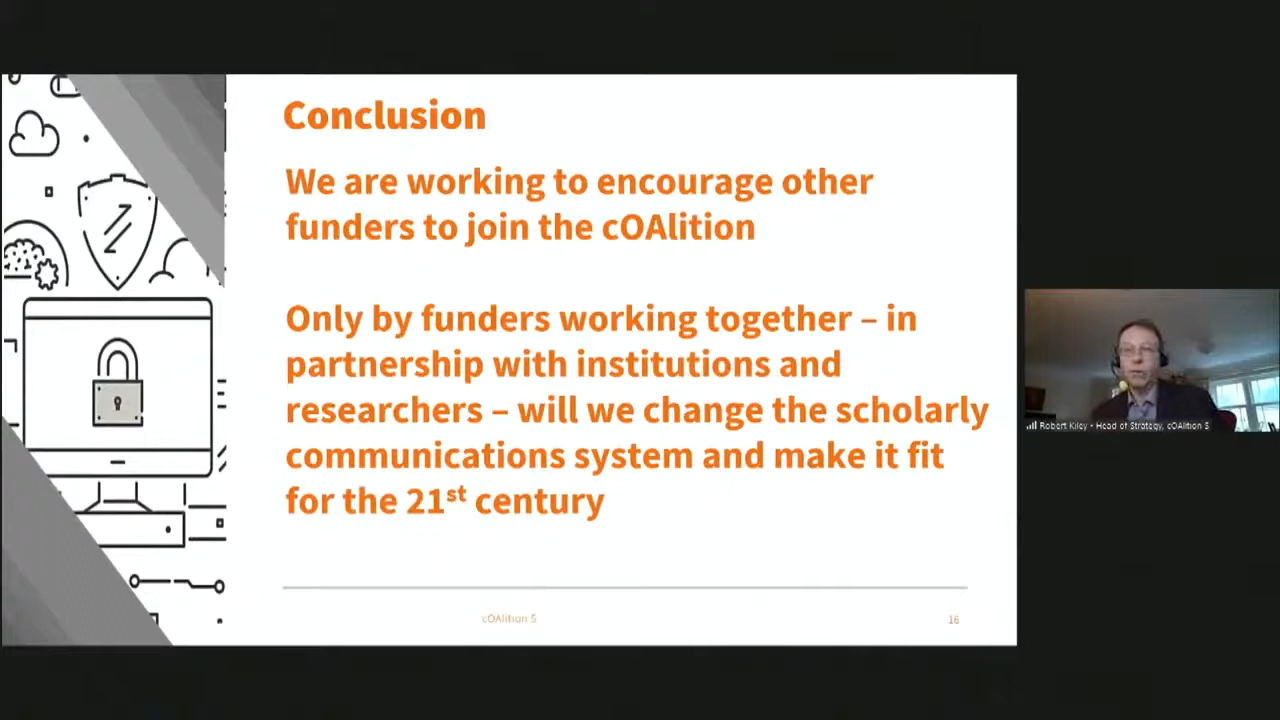 Conclusion
We are working to encourage other
funders to join the cOAlition
Only by funders working together – in
partnership with institutions and
researchers – will we change the scholarly
communications system and make it fit
for the 21st century
cOAlition S
16
Robert Kiley - Head of Strategy, cOAlition S